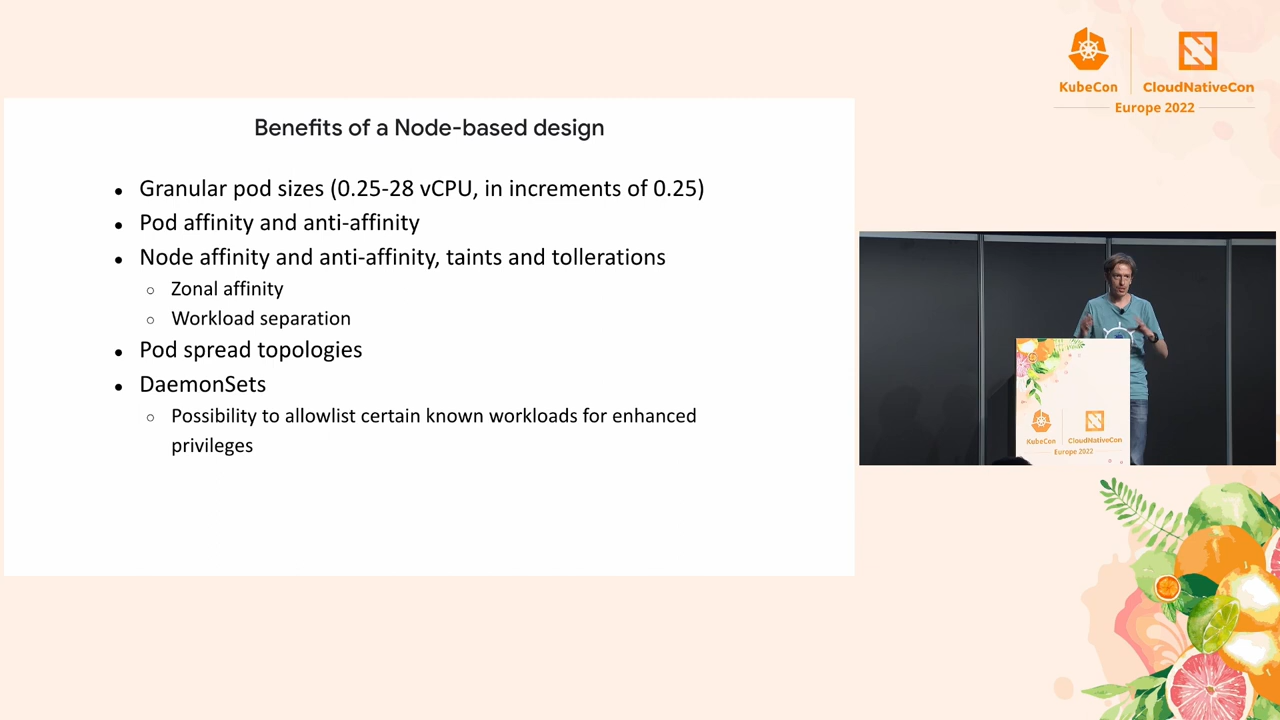 KubeCon
CloudNativeCon
Europe 2022
Benefits of a Node-based design
● Granular pod sizes (0.25-28 vCPU, in increments of 0.25)
● Pod affinity and anti-affinity
● Node affinity and anti-affinity, taints and tollerations
○ Zonal affinity
○ Workload separation
● Pod spread topologies
● DaemonSets
○ Possibility to allowlist certain known workloads for enhanced
privileges
KubeCon
CloudNativeCon
Europe 2022